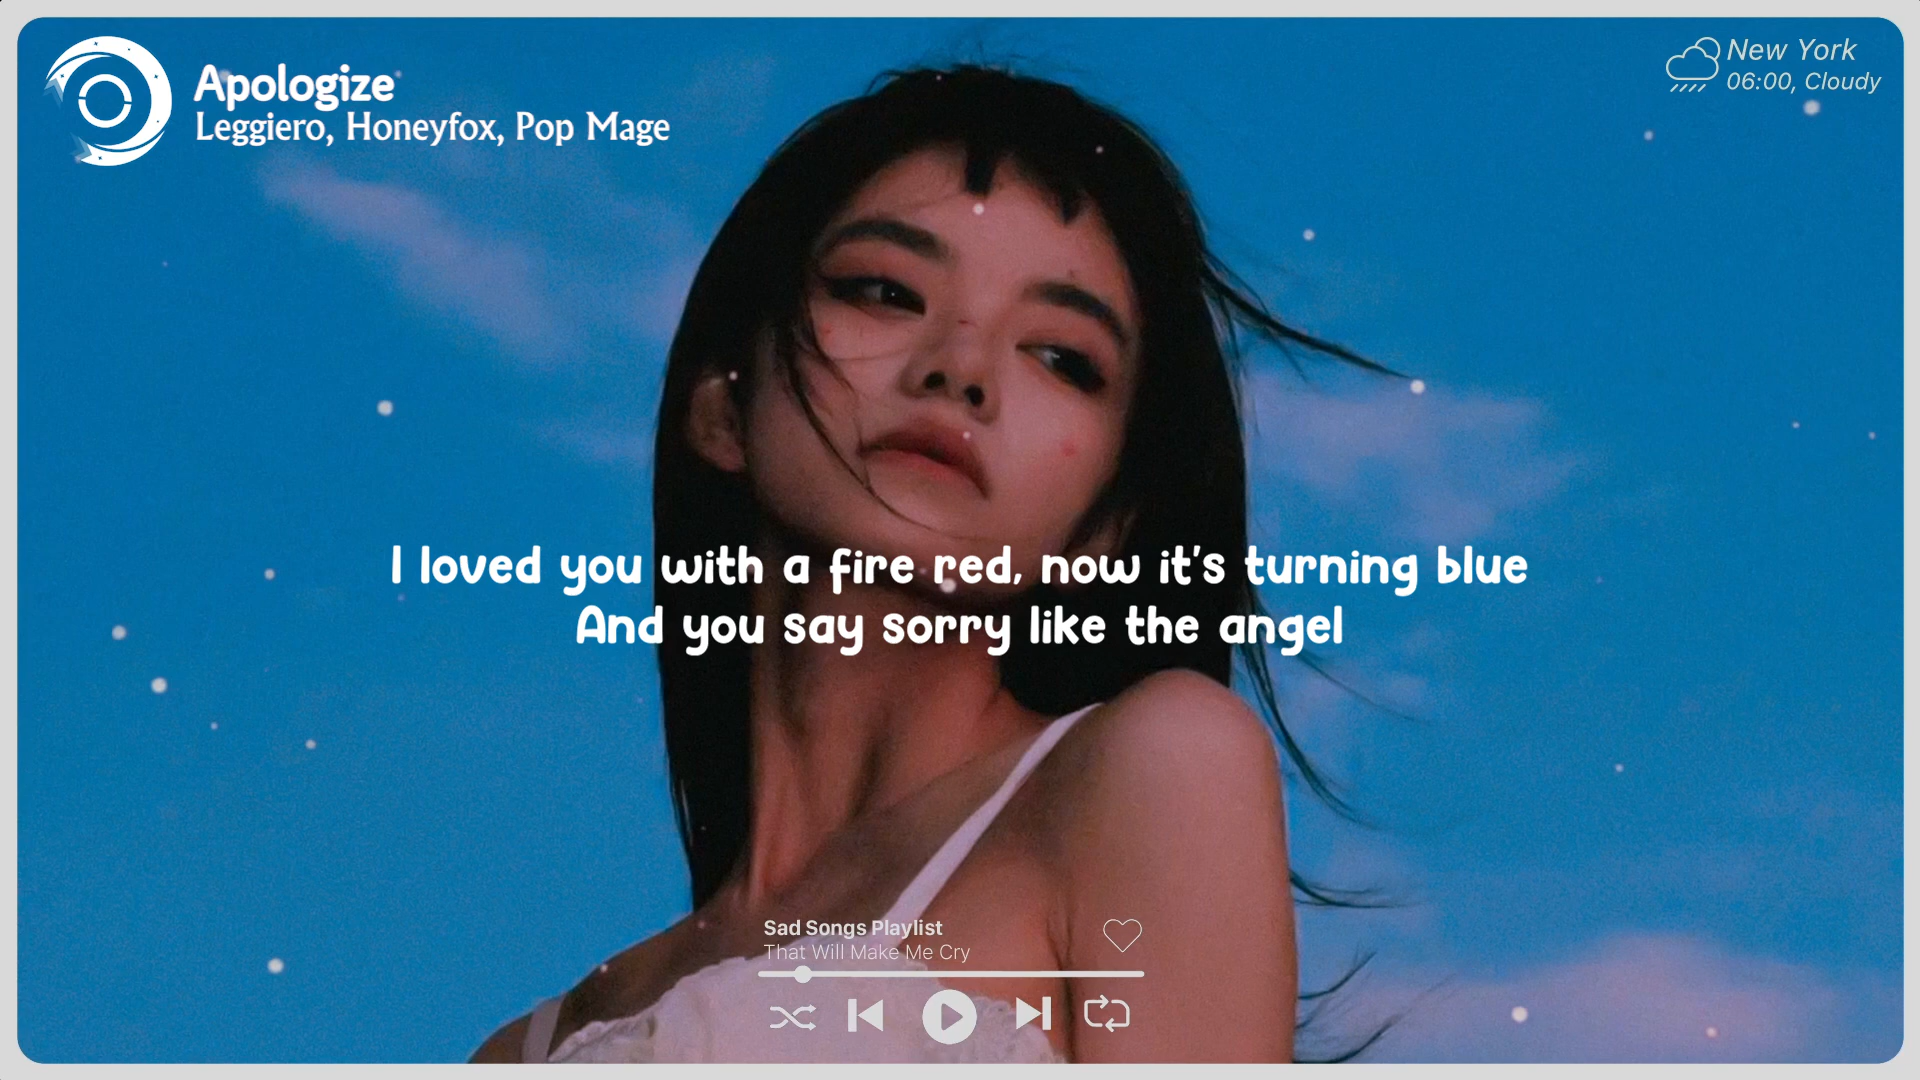 Apologize
Leggiero, Honeyfox, Pop Mage
New York
06:00, Cloudy
I loved you with a fire red, now it's turning blue
And you say sorry like the angel
Sad Songs Playlist
That Will Make Me Cry